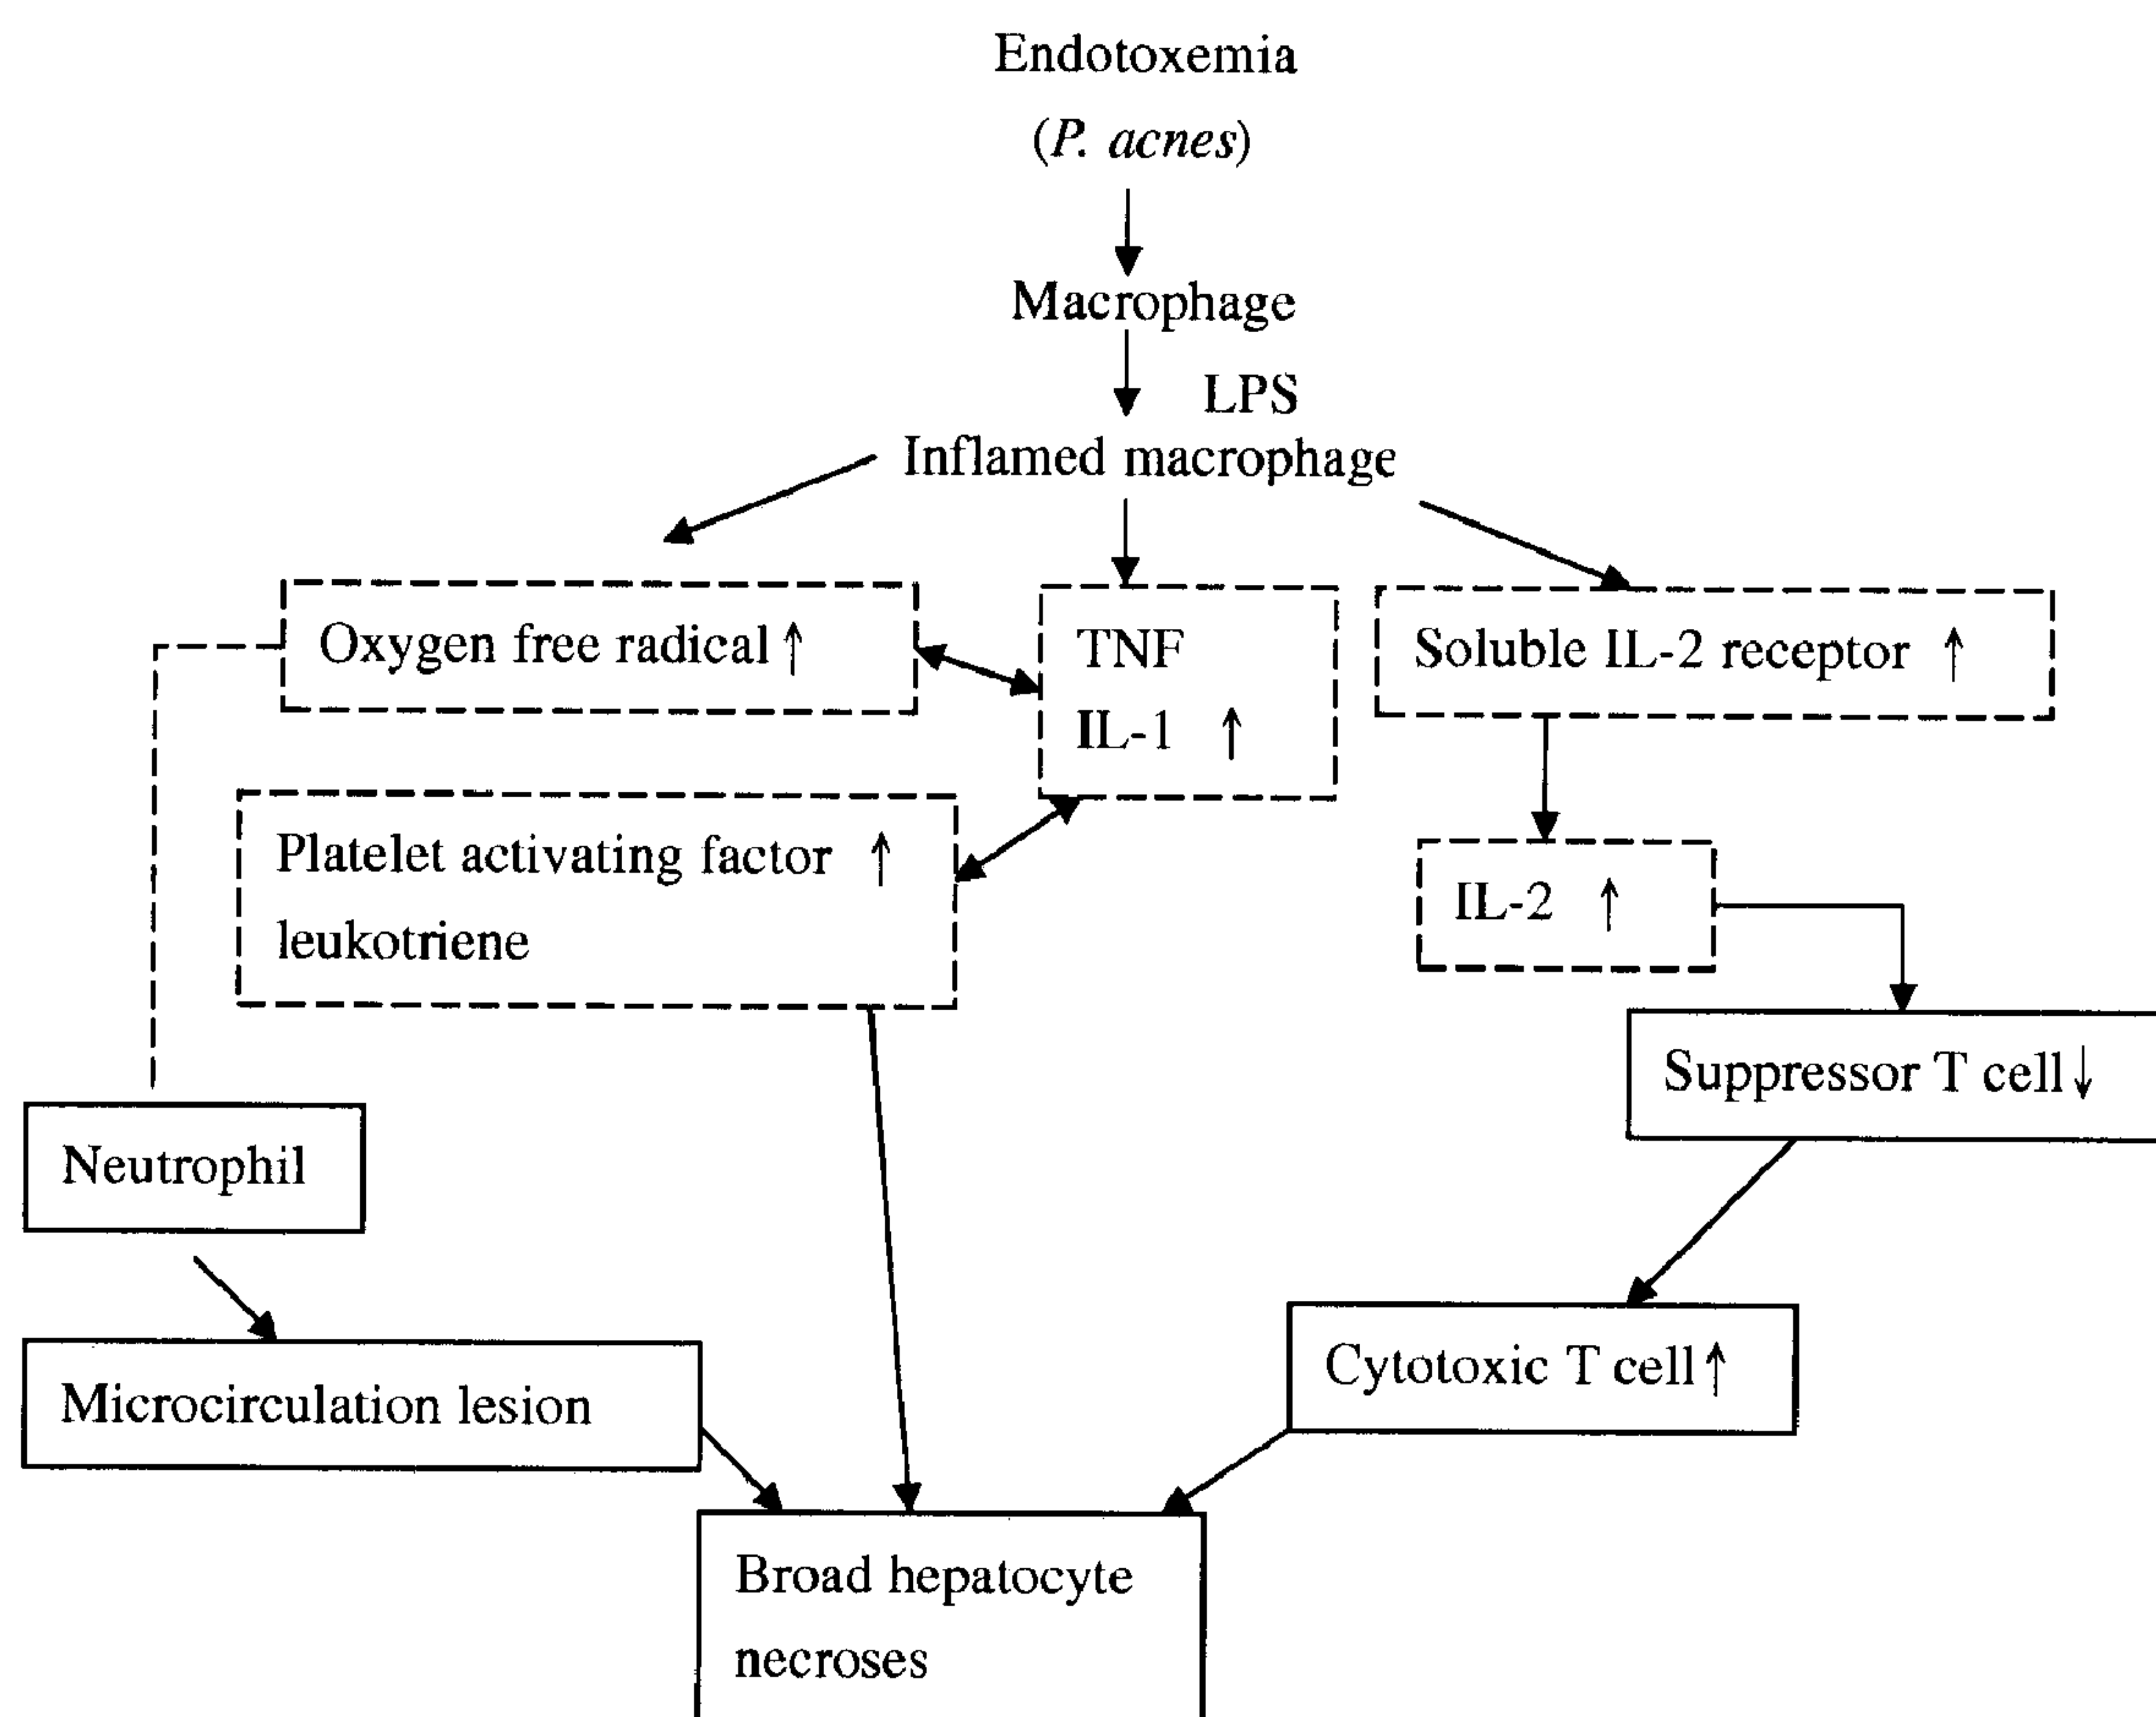 Endotoxemia
(P. acnes)
Macrophage
LPS
Inflamed macrophage
Oxygen free radical ↑
TNF
IL-1 ↑
Soluble IL-2 receptor ↑
Platelet activating factor ↑
leukotriene
IL-2 ↑
Suppressor T cell ↓
Neutrophil
Cytotoxic T cell ↑
Microcirculation lesion
Broad hepatocyte
necroses